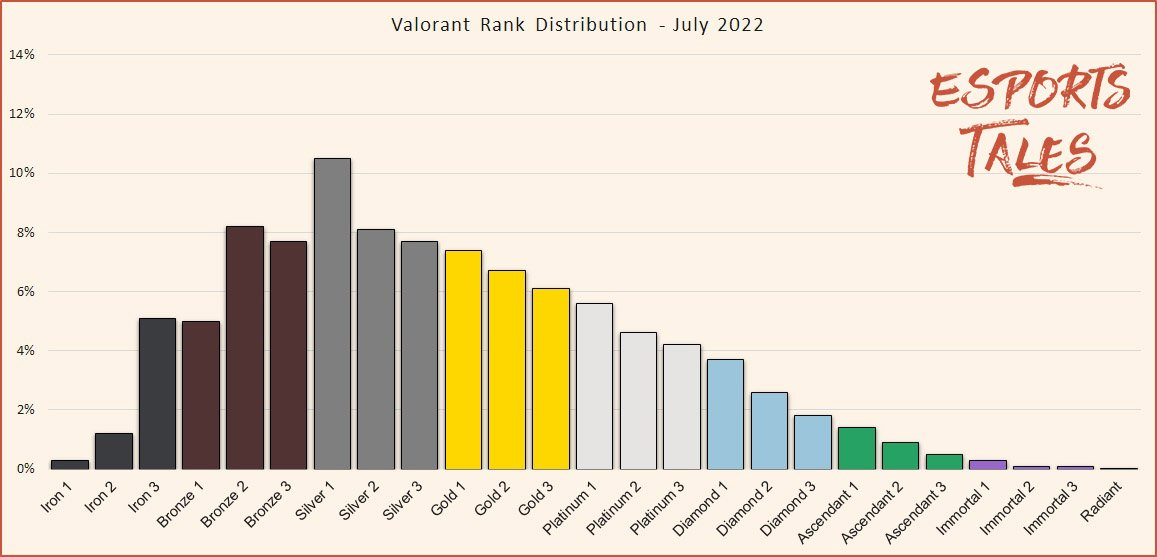 Valorant Rank Distribution - July 2022
ESPORTS
TALES
14%
12%
10%
8%
6%
4%
2%
0%
Iron 1
Iron 2
Iron 3
Bronze 1
Bronze 2
Bronze 3
Silver 1
Silver 2
Silver 3
Gold 1
Gold 2
Gold 3
Platinum 1
Platinum 2
Platinum 3
Diamond 1
Diamond 2
Diamond 3
Ascendant 1
Ascendant 2
Ascendant 3
Immortal 1
Immortal 2
Immortal 3
Radiant